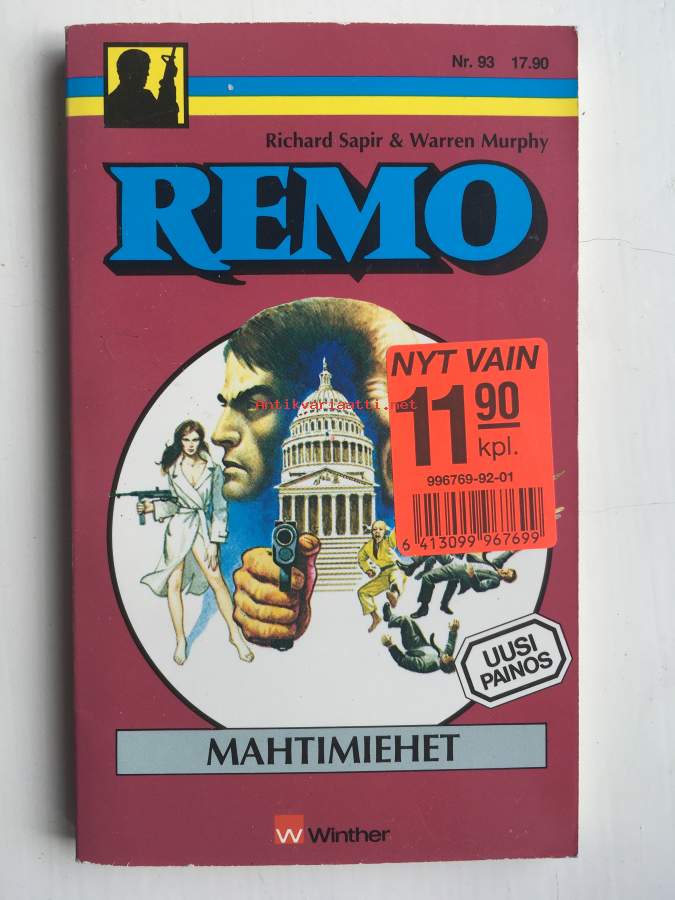 Nr. 93 17.90
Richard Sapir & Warren Murphy
REMO
NYT VAIN
11 90
kpl.
996769-92-01
6 413099 967699
Antikvariaatti.net
UUSI
PAINOS
MAHTIMIEHET
W Winther